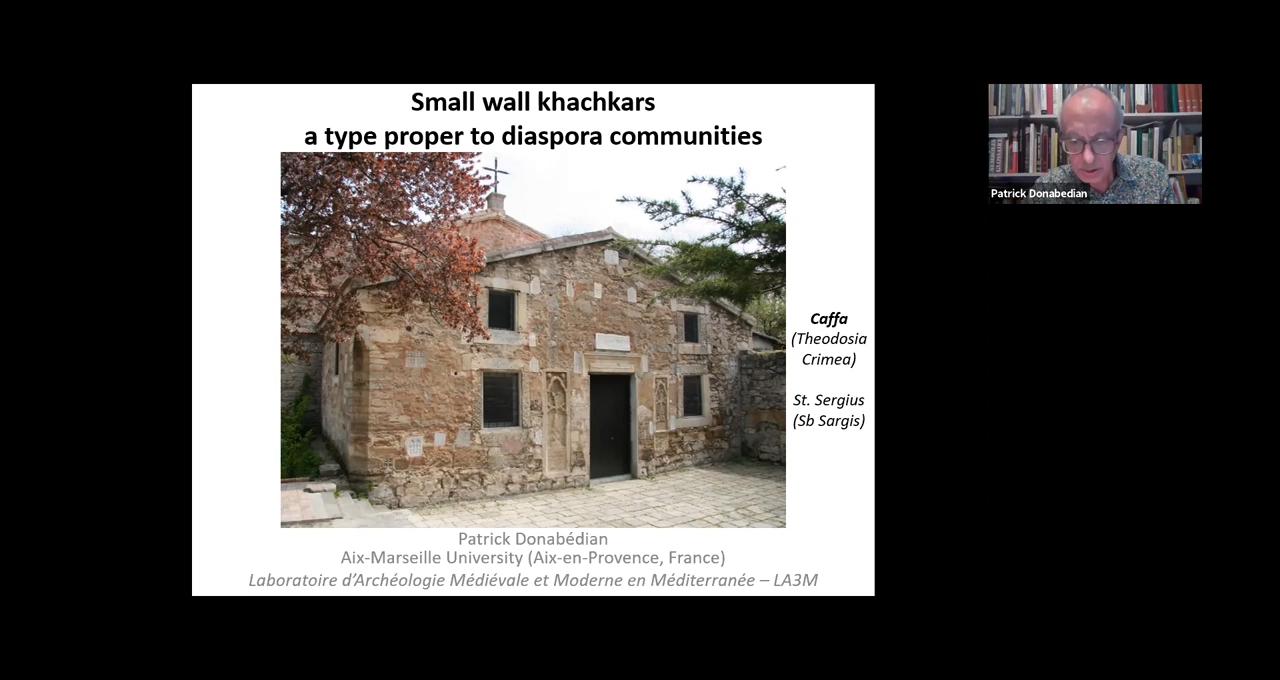 Small wall khachkars
a type proper to diaspora communities
Caffa
(Theodosia
Crimea)
St. Sergius
(Sb Sargis)
Patrick Donabédian
Aix-Marseille University (Aix-en-Provence, France)
Laboratoire d’Archéologie Médiévale et Moderne en Méditerranée – LA3M
Patrick Donabedian